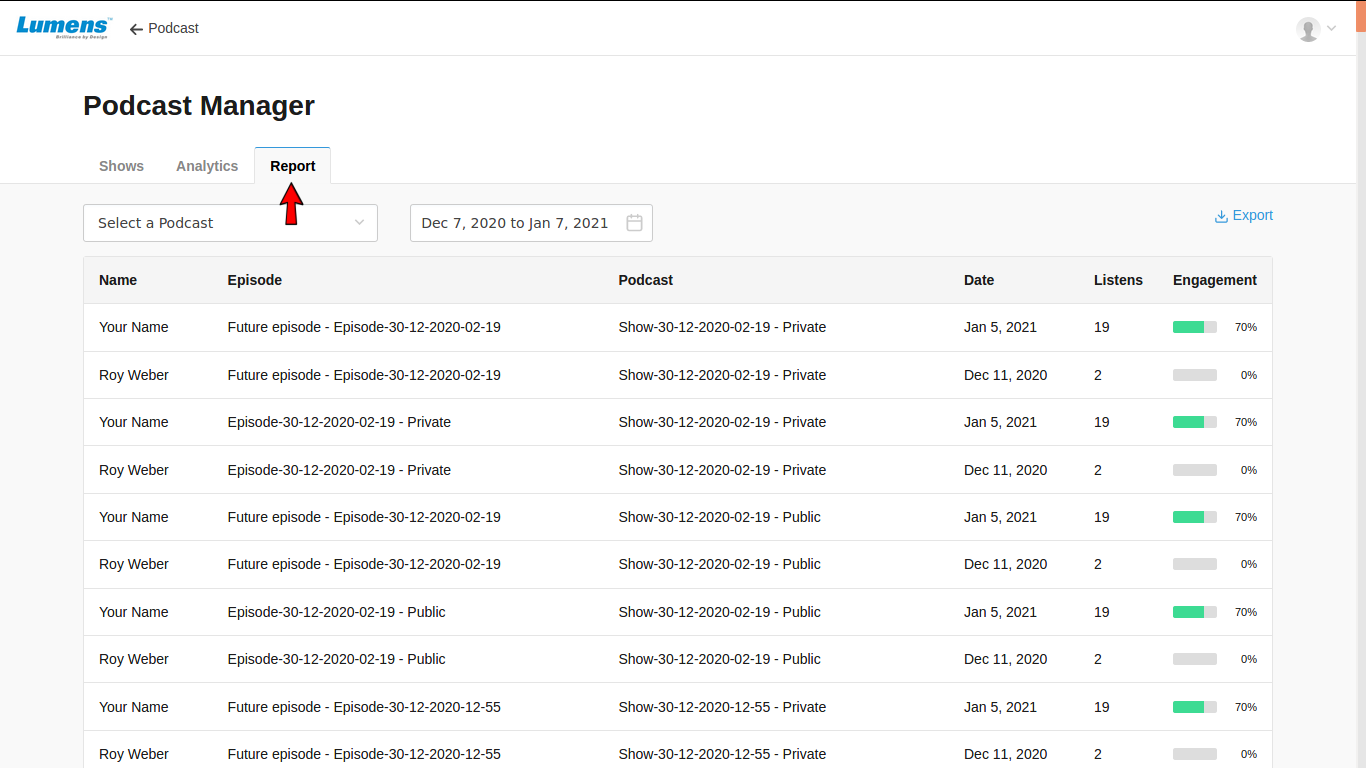 Lumens™ Podcast
Brilliance by Design
Podcast Manager
Shows Analytics Report
Select a Podcast Dec 7, 2020 to Jan 7, 2021 Export
Name Episode Podcast Date Listens Engagement
Your Name Future episode - Episode-30-12-2020-02-19 Show-30-12-2020-02-19 - Private Jan 5, 2021 19 70%
Roy Weber Future episode - Episode-30-12-2020-02-19 Show-30-12-2020-02-19 - Private Dec 11, 2020 2 0%
Your Name Episode-30-12-2020-02-19 - Private Show-30-12-2020-02-19 - Private Jan 5, 2021 19 70%
Roy Weber Episode-30-12-2020-02-19 - Private Show-30-12-2020-02-19 - Private Dec 11, 2020 2 0%
Your Name Future episode - Episode-30-12-2020-02-19 Show-30-12-2020-02-19 - Public Jan 5, 2021 19 70%
Roy Weber Future episode - Episode-30-12-2020-02-19 Show-30-12-2020-02-19 - Public Dec 11, 2020 2 0%
Your Name Episode-30-12-2020-02-19 - Public Show-30-12-2020-02-19 - Public Jan 5, 2021 19 70%
Roy Weber Episode-30-12-2020-02-19 - Public Show-30-12-2020-02-19 - Public Dec 11, 2020 2 0%
Your Name Future episode - Episode-30-12-2020-12-55 Show-30-12-2020-12-55 - Private Jan 5, 2021 19 70%
Roy Weber Future episode - Episode-30-12-2020-12-55 Show-30-12-2020-12-55 - Private Dec 11, 2020 2 0%